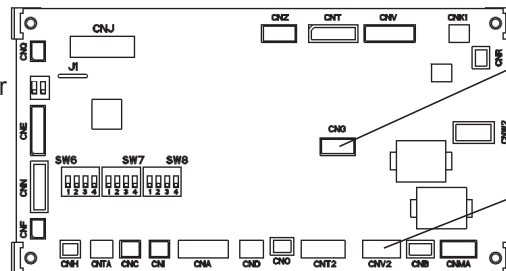 CNJ
CNZ
CNT
CNV
CNK1
CNQ
J1
CNR
r
CNE
CNG
CNW2
SW6
SW7
SW8
CNN
1 2 3 4
1 2 3 4
1 2 3 4
CNF
CNH
CNTA
CNC
CNI
CNA
CND
CNO
CNT2
CNV2
CNB
CNMA